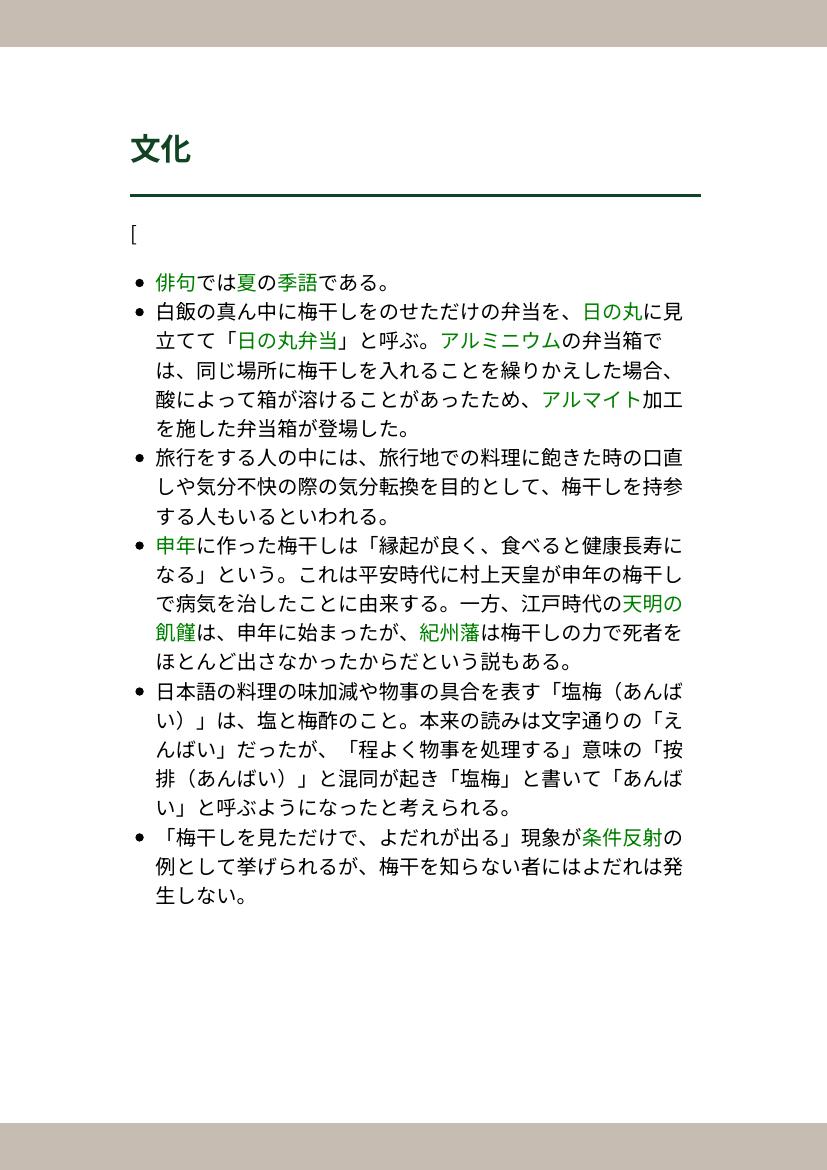 文化
[
俳句では夏の季語である。
白飯の真ん中に梅干しをのせただけの弁当を、日の丸に見
立てて「日の丸弁当」と呼ぶ。アルミニウムの弁当箱で
は、同じ場所に梅干しを入れることを繰りかえした場合、
酸によって箱が溶けることがあったため、アルマイト加工
を施した弁当箱が登場した。
旅行をする人の中には、旅行地での料理に飽きた時の口直
しや気分不快の際の気分転換を目的として、梅干しを持参
する人もいるといわれる。
申年に作った梅干しは「縁起が良く、食べると健康長寿に
なる」という。これは平安時代に村上天皇が申年の梅干し
で病気を治したことに由来する。一方、江戸時代の天明の
飢饉は、申年に始まったが、紀州藩は梅干しの力で死者を
ほとんど出さなかったからだという説もある。
日本語の料理の味加減や物事の具合を表す「塩梅（あんば
い）」は、塩と梅酢のこと。本来の読みは文字通りの「え
んばい」だったが、「程よく物事を処理する」意味の「按
排（あんばい）」と混同が起き「塩梅」と書いて「あんば
い」と呼ぶようになったと考えられる。
「梅干しを見ただけで、よだれが出る」現象が条件反射の
例として挙げられるが、梅干を知らない者にはよだれは発
生しない。